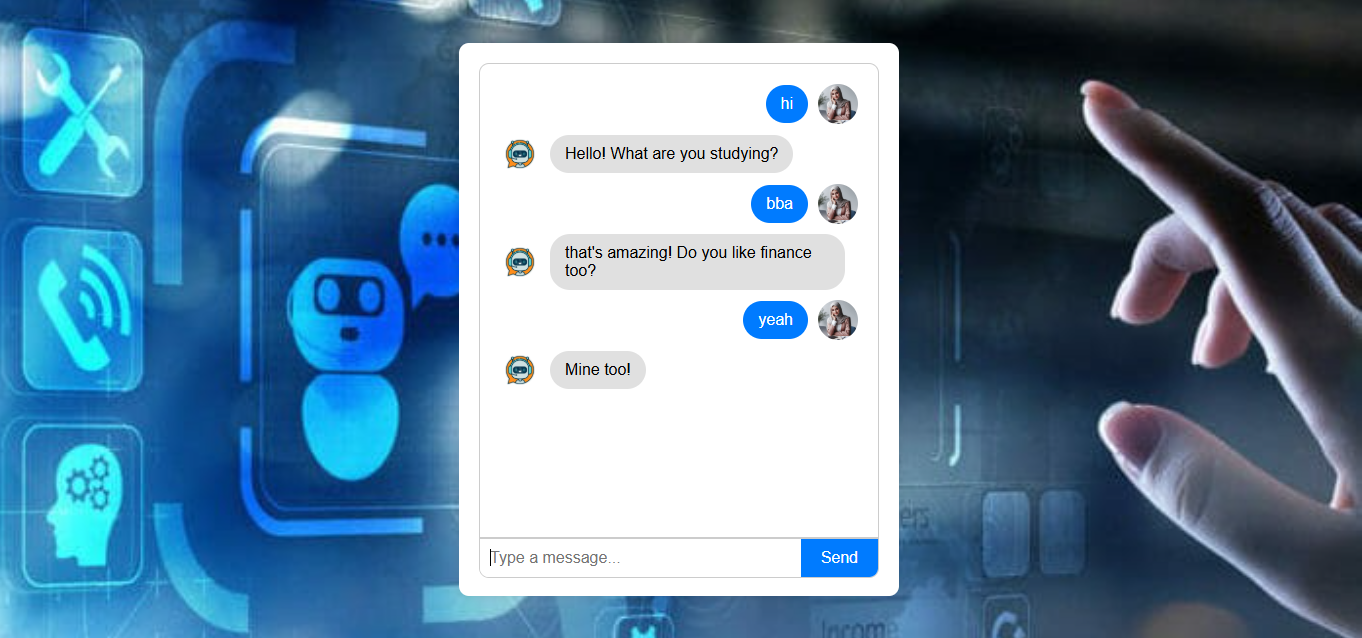 hi
Hello! What are you studying?
bba
that's amazing! Do you like finance
too?
yeah
Mine too!
Type a message...
Send
Income